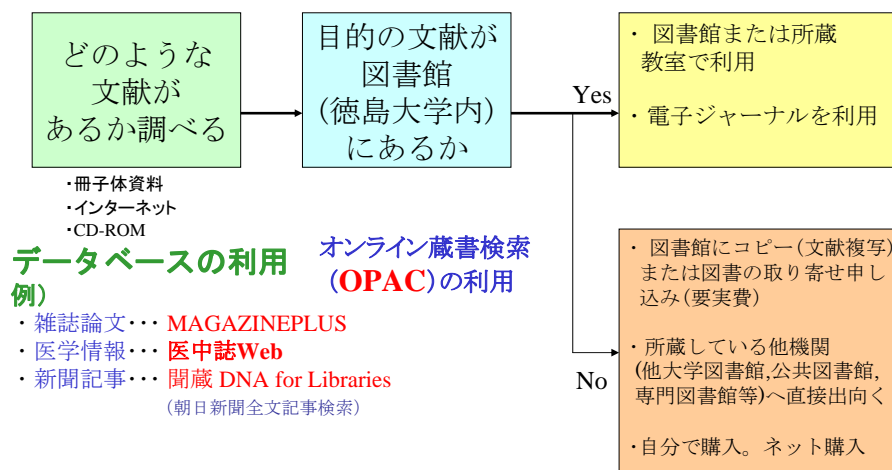 どのような
文献が
あるか調べる
目的の文献が
図書館
(徳島大学内)
にあるか
Yes
・ 図書館または所蔵
教室で利用
・電子ジャーナルを利用
・冊子体資料
・インターネット
・CD-ROM
データベースの利用
例)
・ 雑誌論文･･･ MAGAZINEPLUS
・ 医学情報･･･ 医中誌Web
・ 新聞記事･･･ 聞蔵 DNA for Libraries
(朝日新聞全文記事検索)
オンライン蔵書検索
(OPAC)の利用
No
・ 図書館にコピー(文献複写)
または図書の取り寄せ申し
込み(要実費)
・所蔵している他機関
(他大学図書館,公共図書館,
専門図書館等)へ直接出向く
・自分で購入。ネット購入